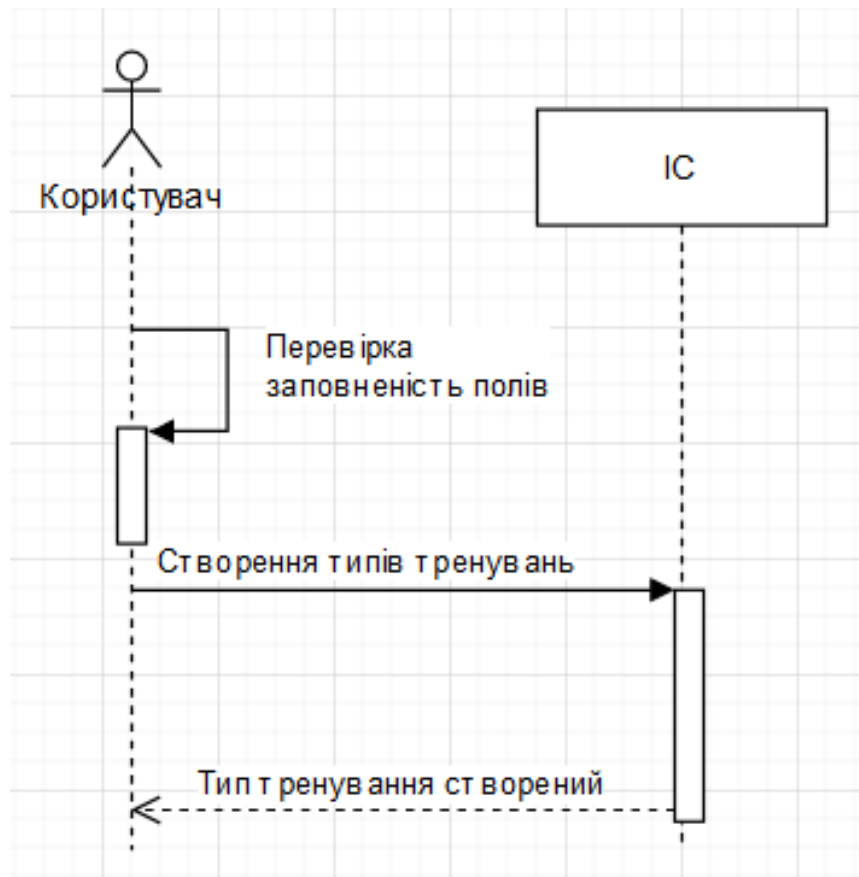 Користувач
ІС
Перевірка
заповненість полів
Створення типів тренувань
Тип тренування створений